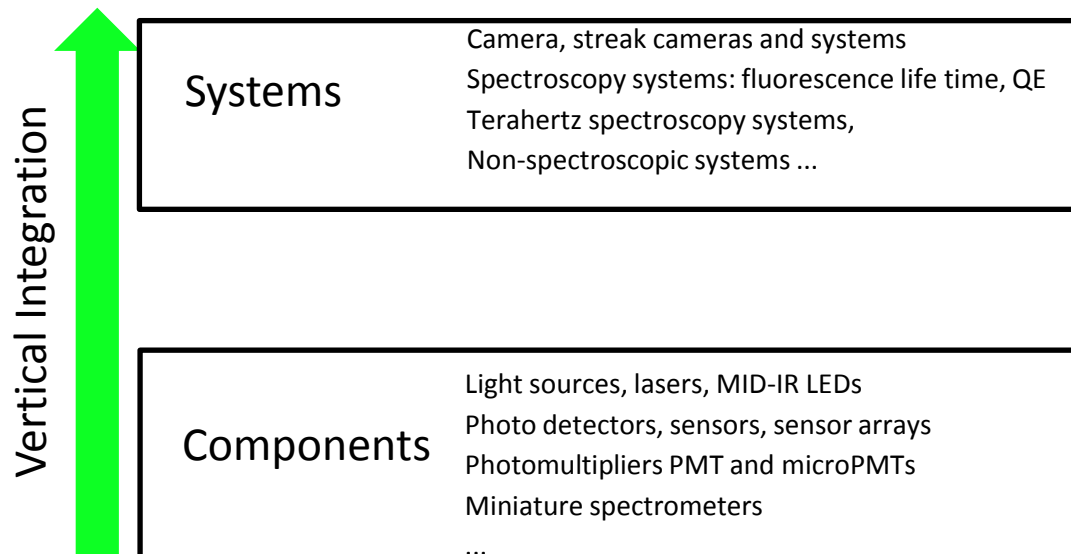 Vertical Integration
Systems
Camera, streak cameras and systems
Spectroscopy systems: fluorescence life time, QE
Terahertz spectroscopy systems,
Non-spectroscopic systems ...
Components
Light sources, lasers, MID-IR LEDs
Photo detectors, sensors, sensor arrays
Photomultipliers PMT and microPMTs
Miniature spectrometers
...